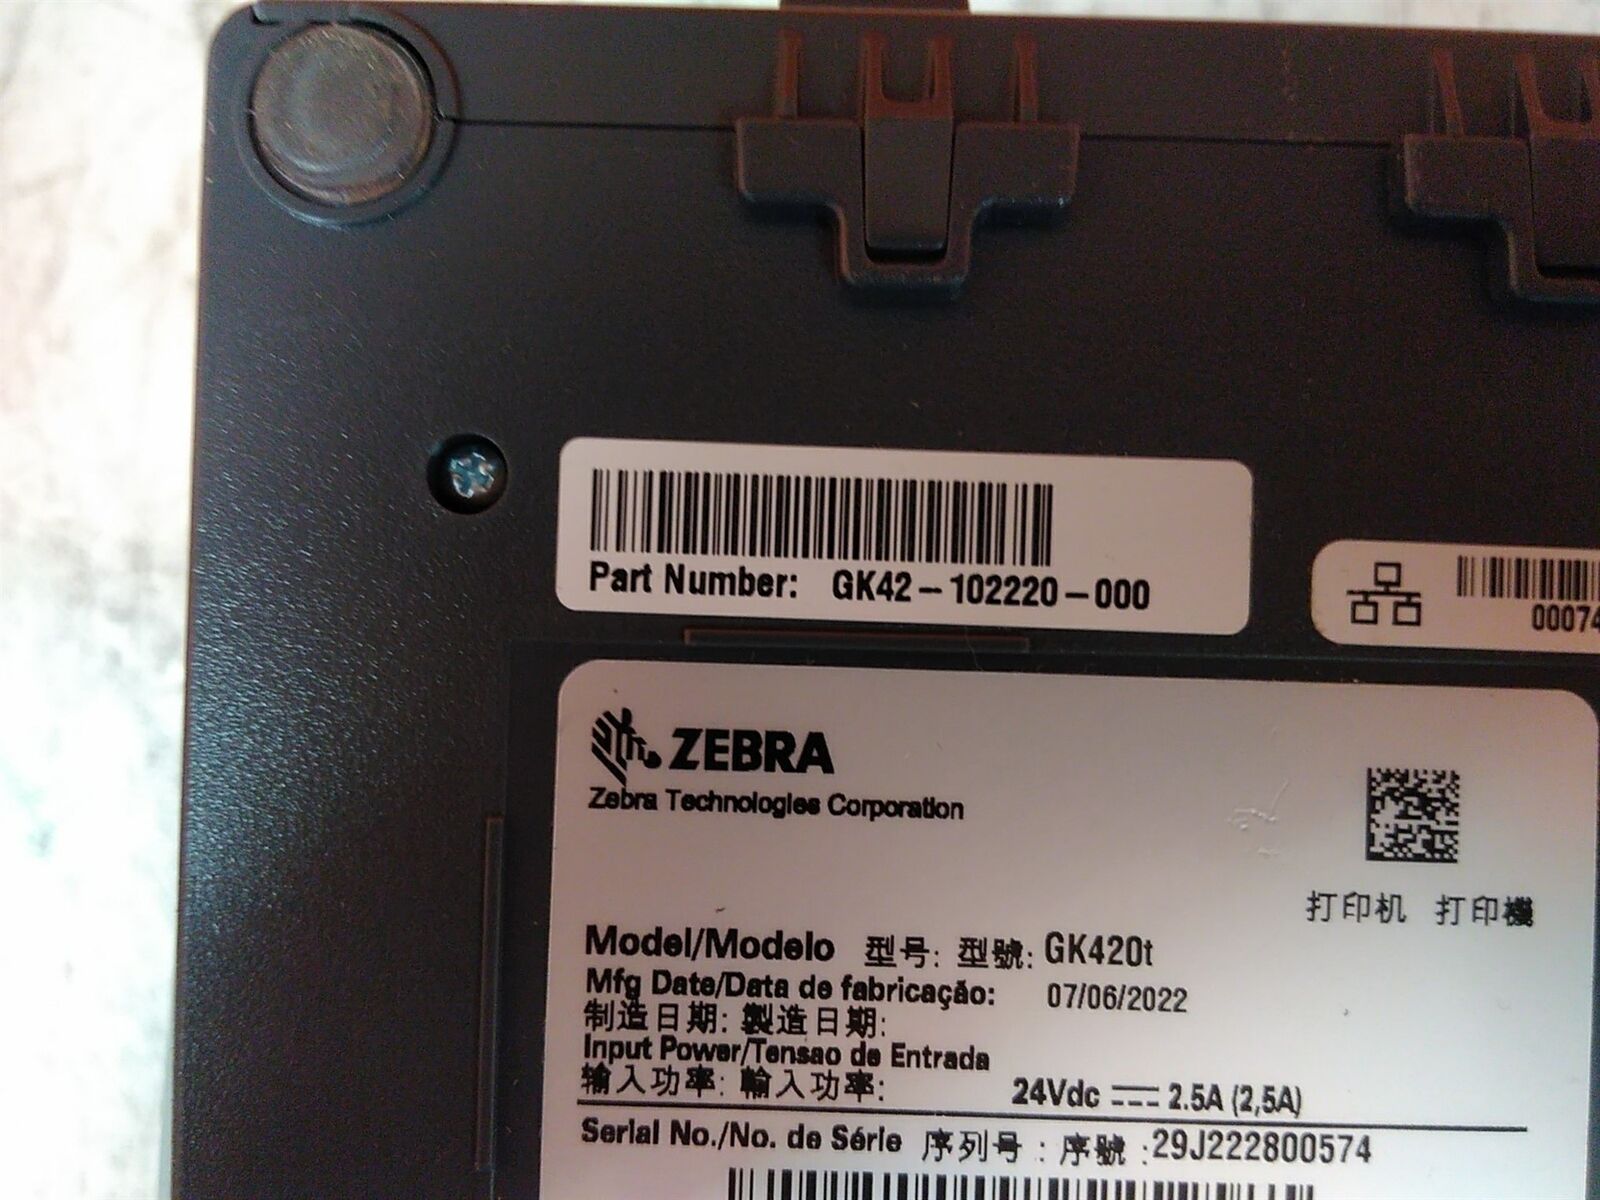 Part Number: GK42-102220-000
00074
ZEBRA
Zebra Technologies Corporation
打印机 打印機
Model/Modelo 型号: 型號: GK420t
Mfg Date/Data de fabricação: 07/06/2022
制造日期: 製造日期:
Input Power/Tensao de Entrada
输入功率: 輸入功率: 24Vdc ⎓ 2.5A (2,5A)
Serial No./No. de Série 序列号: 序號:29J222800574